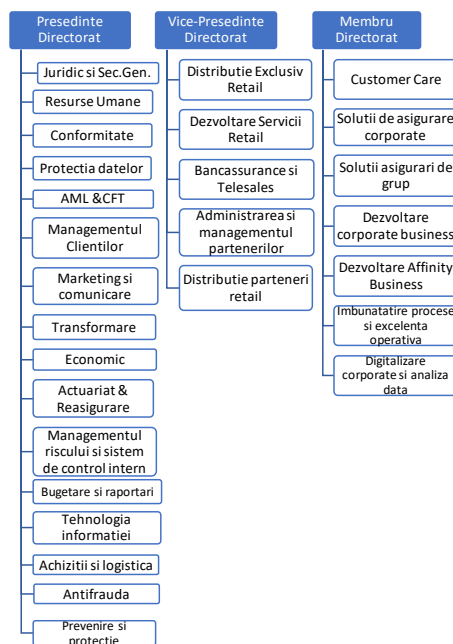 Presedinte
Directorat
Juridic si Sec.Gen.
Resurse Umane
Conformitate
Protectia datelor
AML &CFT
Managementul
Clientilor
Marketing si
comunicare
Transformare
Economic
Actuariat &
Reasigurare
Managementul
riscului si sistem
de control intern
Bugetare si raportari
Tehnologia
informatiei
Achizitii si logistica
Antifrauda
Prevenire si
protectie
Vice-Presedinte
Directorat
Distributie Exclusiv
Retail
Dezvoltare Servicii
Retail
Bancassurance si
Telesales
Administrarea si
managementul
partenerilor
Distributie parteneri
retail
Membru
Directorat
Customer Care
Solutii de asigurare
corporate
Solutii asigurari de
grup
Dezvoltare
corporate business
Dezvoltare Affinity
Business
Imbunatatire procese
si excelenta
operativa
Digitalizare
corporate si analiza
data